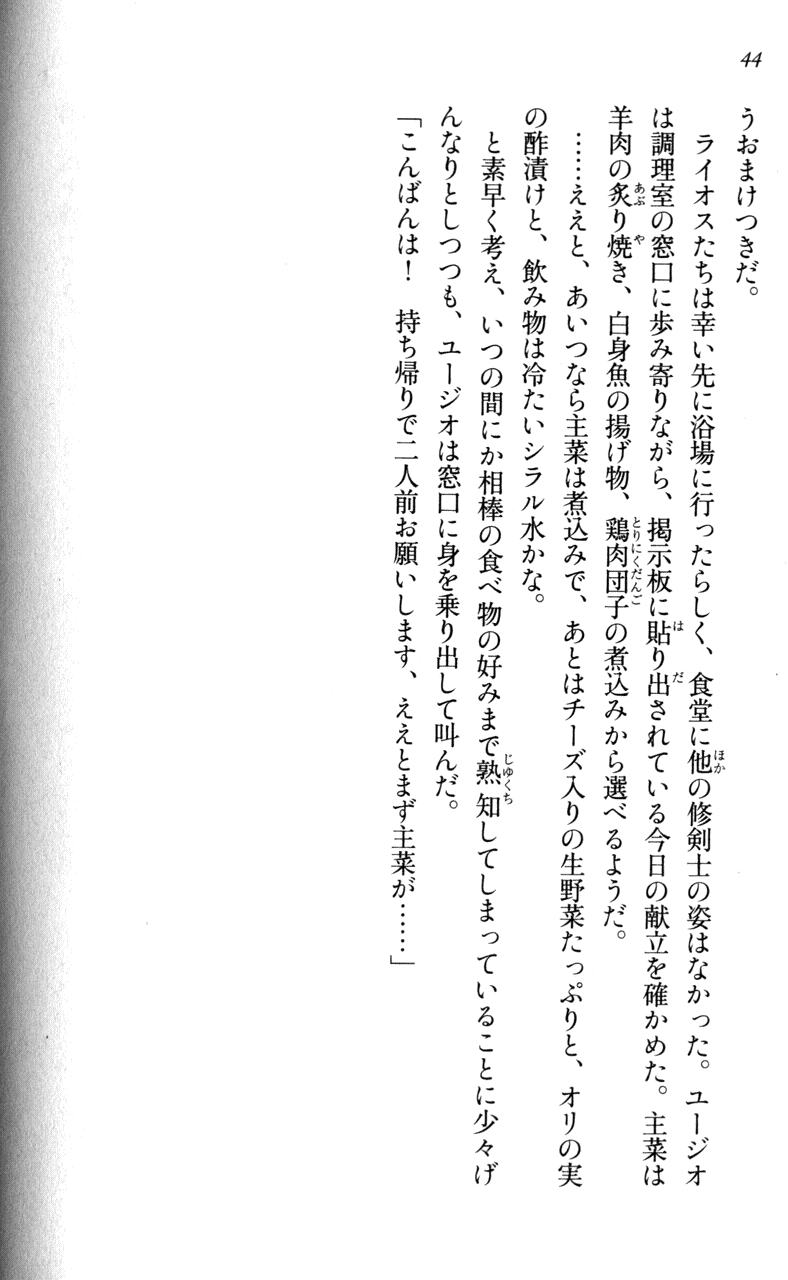 44
うおまけつきだ。
　ライオスたちは幸い先に浴場に行ったらしく、食堂に他の修剣士の姿はなかった。ユージオ
は調理室の窓口に歩み寄りながら、掲示板に貼り出されている今日の献立を確かめた。主菜は
羊肉の炙り焼き、白身魚の揚げ物、鶏肉団子の煮込みから選べるようだ。
　……ええと、あいつなら主菜は煮込みで、あとはチーズ入りの生野菜たっぷりと、オリの実
の酢漬けと、飲み物は冷たいシラル水かな。
　と素早く考え、いつの間にか相棒の食べ物の好みまで熟知してしまっていることに少々げ
んなりとしつつも、ユージオは窓口に身を乗り出して叫んだ。
「こんばんは！　持ち帰りで二人前お願いします、ええとまず主菜が……」